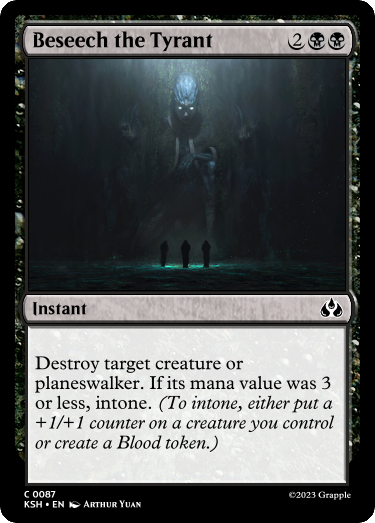 Beseech the Tyrant 2
Instant
Destroy target creature or
planeswalker. If its mana value was 3
or less, intone. (To intone, either put a
+1/+1 counter on a creature you control
or create a Blood token.)
C 0087
KSH • EN Arthur Yuan
©2023 Grapple